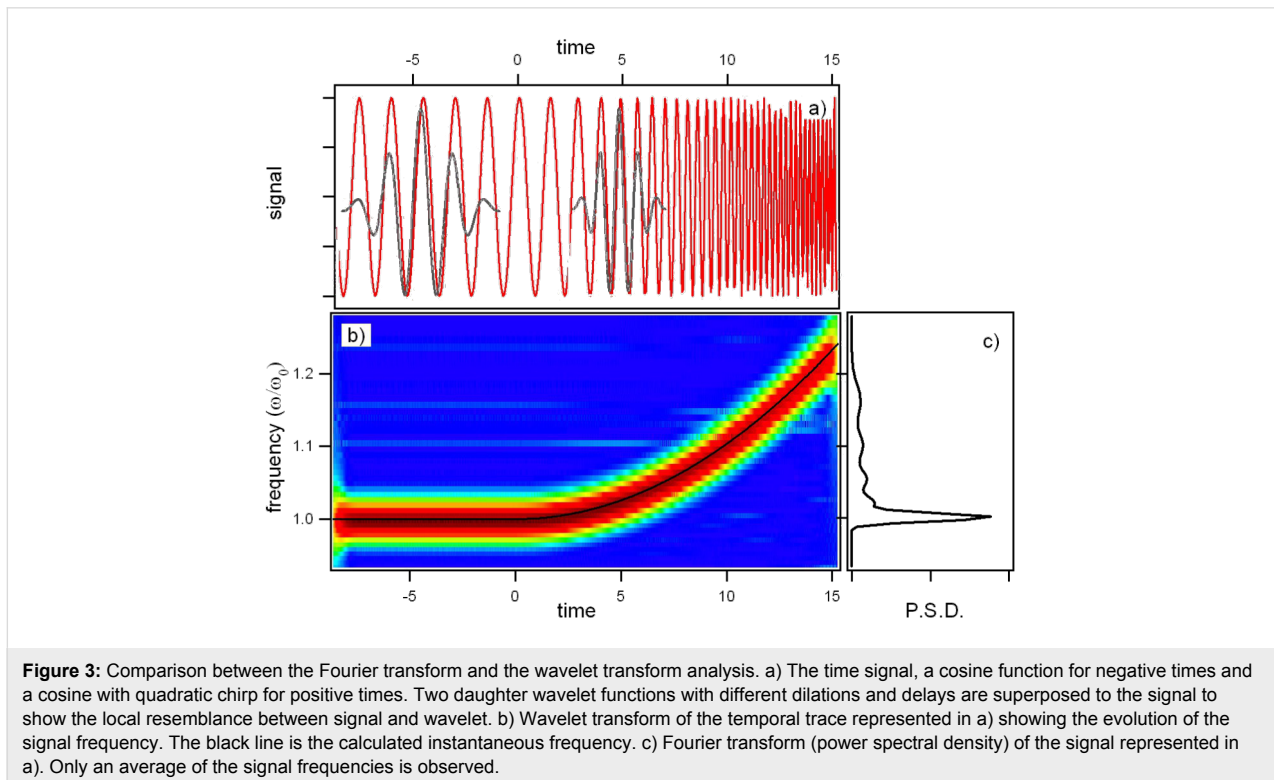 time
-5 0 5 10 15
a)
signal
b)
c)
frequency (ω/ω0)
1.2
1.1
1.0
-5 0 5 10 15
time
P.S.D.
Figure 3: Comparison between the Fourier transform and the wavelet transform analysis. a) The time signal, a cosine function for negative times and
a cosine with quadratic chirp for positive times. Two daughter wavelet functions with different dilations and delays are superposed to the signal to
show the local resemblance between signal and wavelet. b) Wavelet transform of the temporal trace represented in a) showing the evolution of the
signal frequency. The black line is the calculated instantaneous frequency. c) Fourier transform (power spectral density) of the signal represented in
a). Only an average of the signal frequencies is observed.